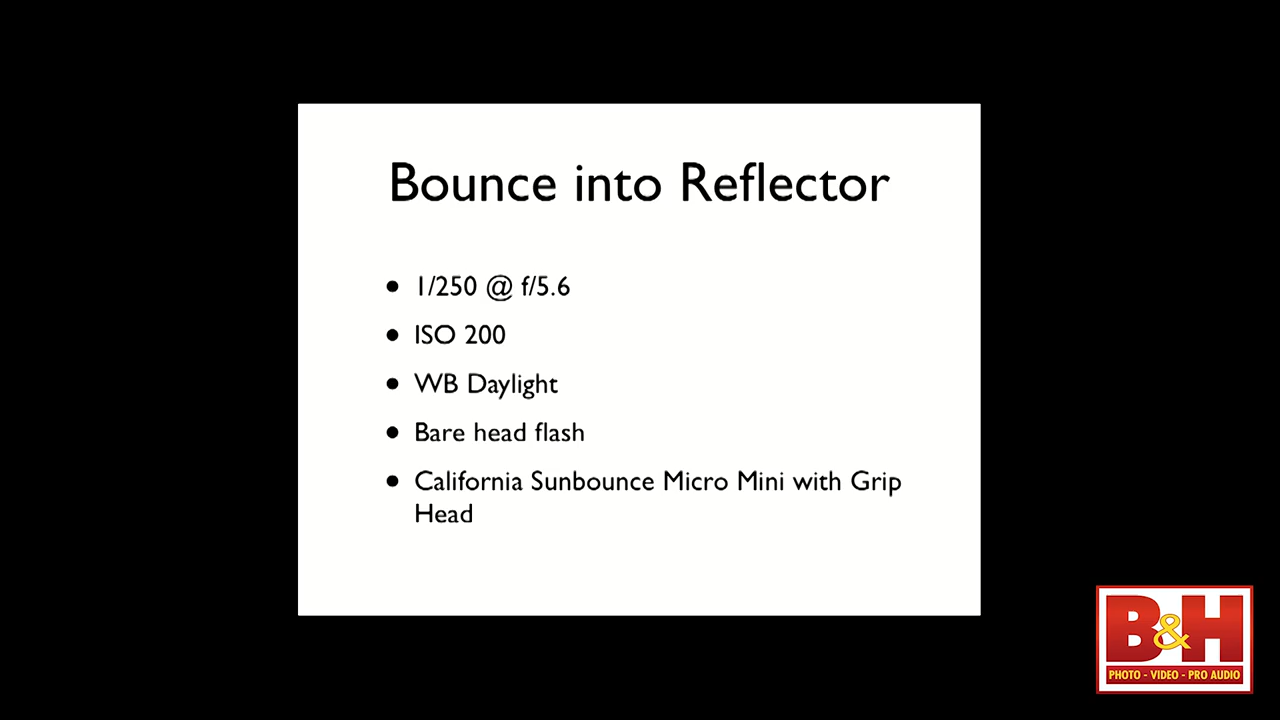 Bounce into Reflector
• 1/250 @ f/5.6
• ISO 200
• WB Daylight
• Bare head flash
• California Sunbounce Micro Mini with Grip
Head
B&H
PHOTO - VIDEO - PRO AUDIO